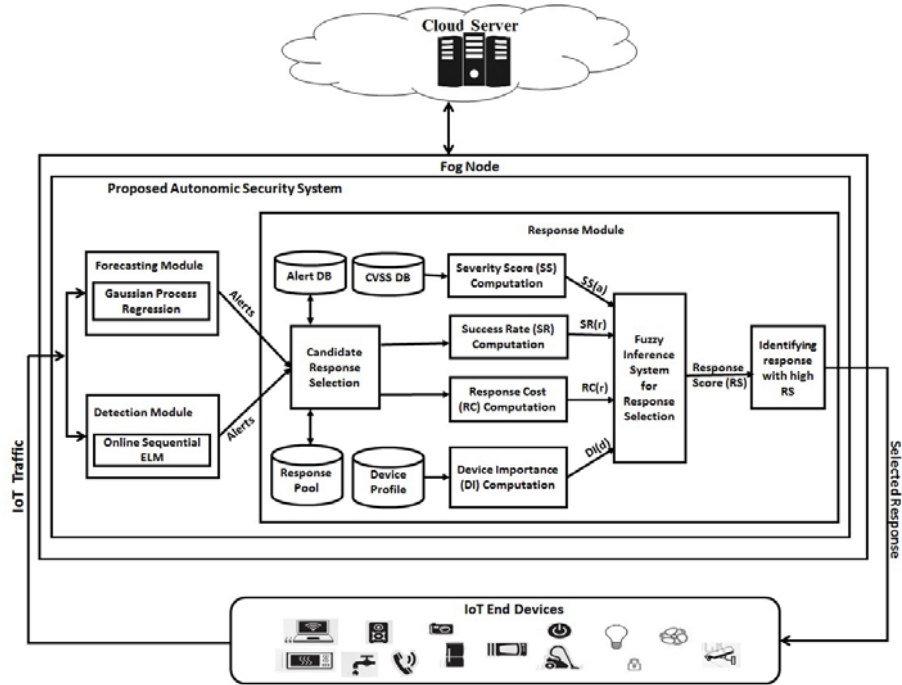 Cloud Server
Fog Node
Proposed Autonomic Security System
Response Module
Forecasting Module
Gaussian Process
Regression
Alerts
Detection Module
Online Sequential
ELM
Alerts
Alert DB
CVSS DB
Candidate
Response
Selection
Response
Pool
Device
Profile
Severity Score (SS)
Computation
Success Rate (SR)
Computation
Response Cost
(RC) Computation
Device Importance
(DI) Computation
SS(a)
SR(r)
RC(r)
DI(d)
Fuzzy
Inference
System
for
Response
Selection
Response
Score (RS)
Identifying
response
with high
RS
IoT Traffic
Selected Response
IoT End Devices